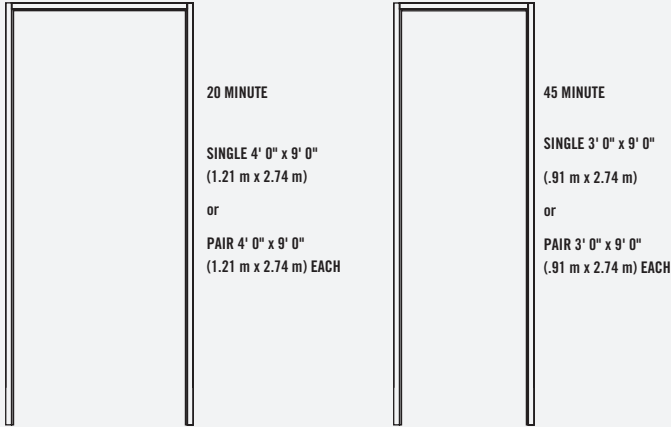 20 MINUTE
SINGLE 4' 0" x 9' 0"
(1.21 m x 2.74 m)
or
PAIR 4' 0" x 9' 0"
(1.21 m x 2.74 m) EACH
45 MINUTE
SINGLE 3' 0" x 9' 0"
(.91 m x 2.74 m)
or
PAIR 3' 0" x 9' 0"
(.91 m x 2.74 m) EACH